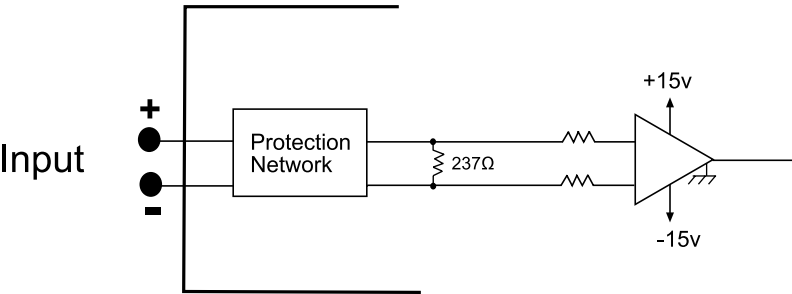 +15v
+
Input
Protection
Network
237Ω
-
-15v